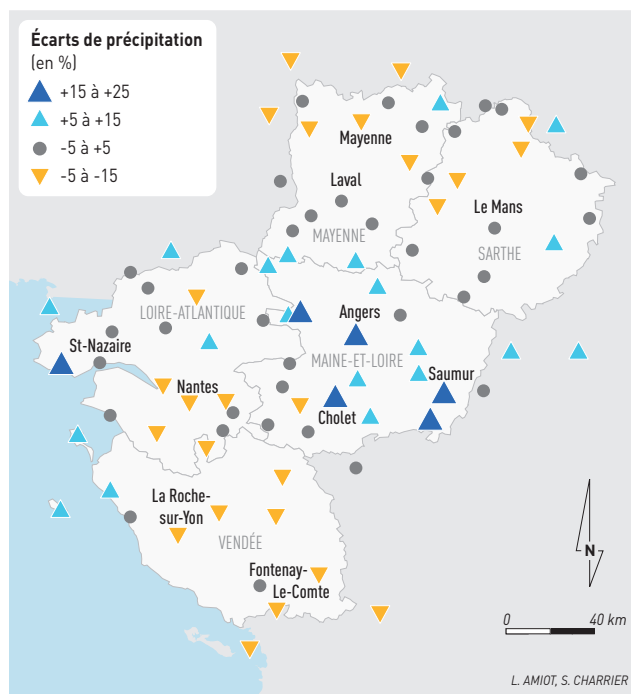 Écarts de précipitation
(en %)
+15 à +25
+5 à +15
-5 à +5
-5 à -15
Mayenne
Laval
MAYENNE
Le Mans
SARTHE
LOIRE-ATLANTIQUE
Angers
St-Nazaire
MAINE-ET-LOIRE
Saumur
Nantes
Cholet
La Roche-
sur-Yon
VENDÉE
Fontenay-
Le-Comte
N
0 40 km
L. AMIOT, S. CHARRIER